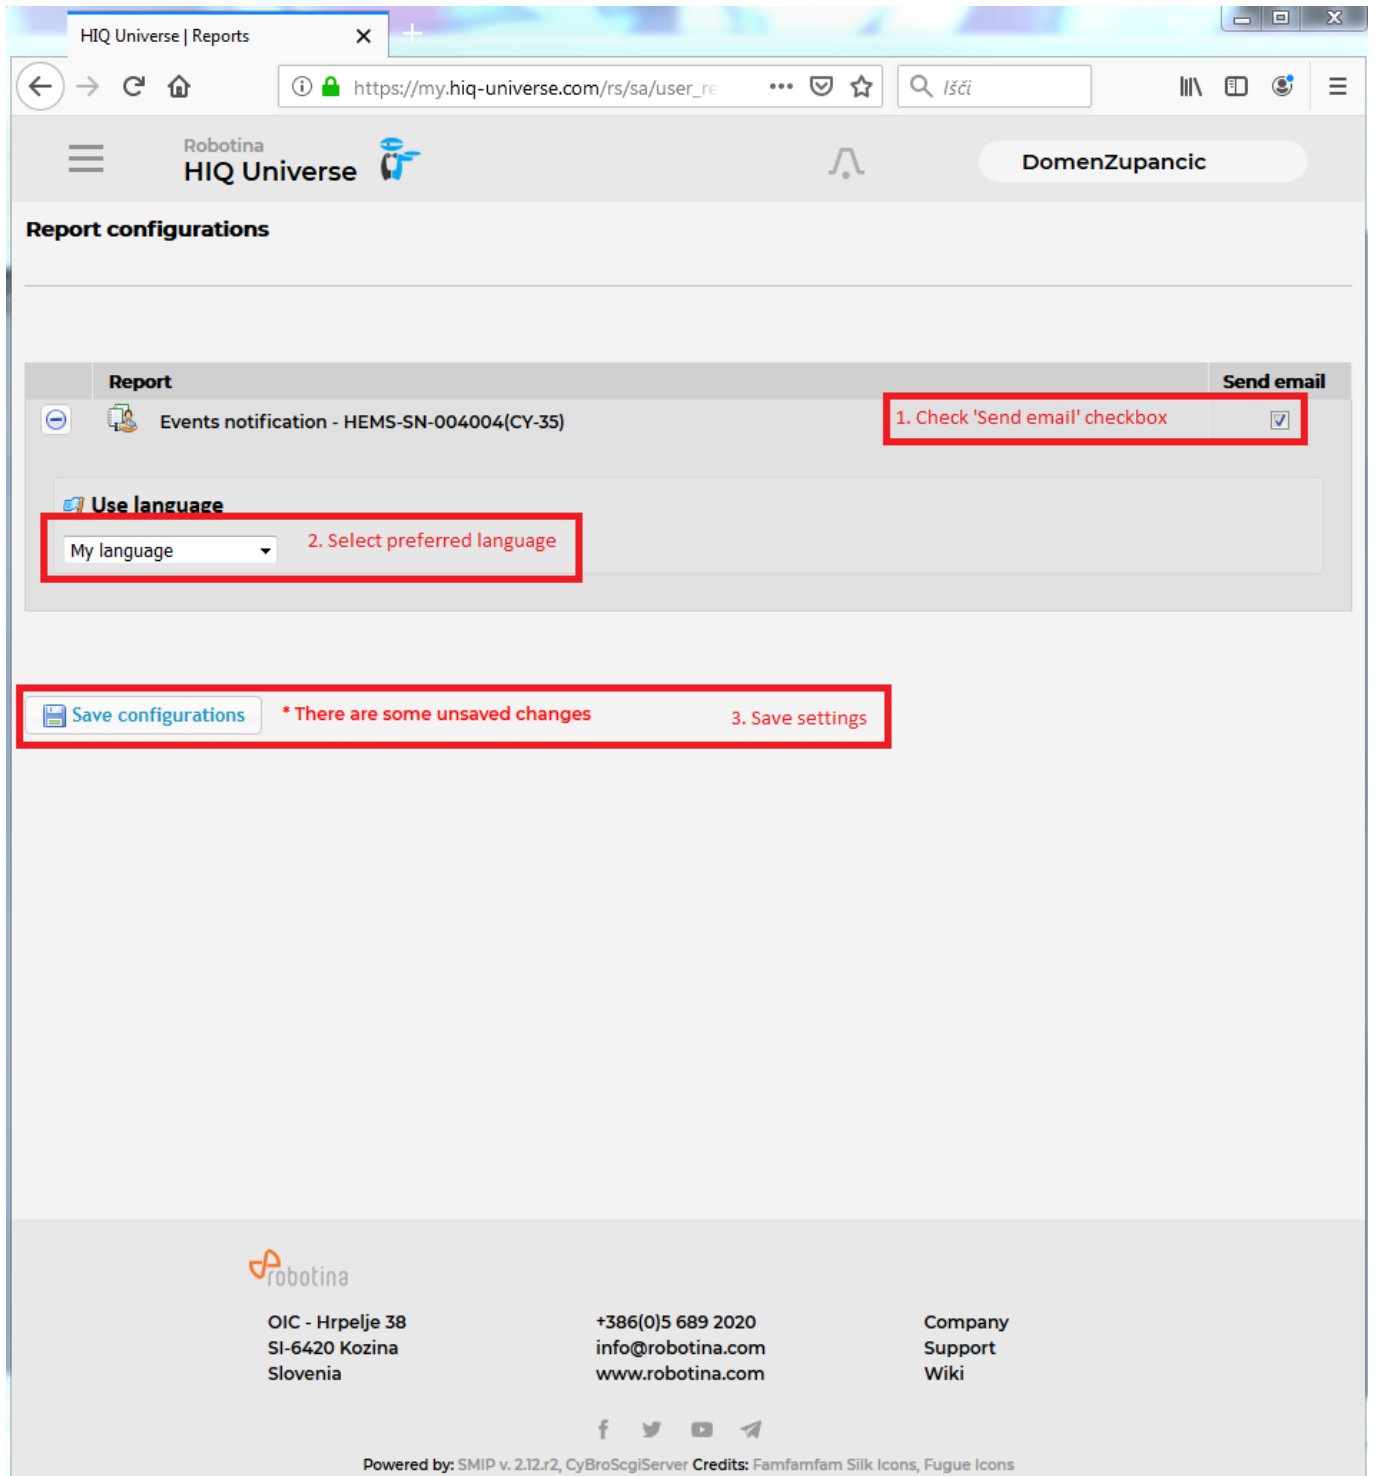 HIQ Universe | Reports
https://my.hiq-universe.com/rs/sa/user_re
Išči
Robotina
HIQ Universe
DomenZupancic
Report configurations
Report
Send email
Events notification - HEMS-SN-004004(CY-35)
1. Check 'Send email' checkbox
Use language
My language
2. Select preferred language
Save configurations
* There are some unsaved changes
3. Save settings
robotina
OIC - Hrpelje 38
SI-6420 Kozina
Slovenia
+386(0)5 689 2020
info@robotina.com
www.robotina.com
Company
Support
Wiki
Powered by: SMIP v. 2.12.r2, CyBroScgiServer Credits: Famfamfam Silk Icons, Fugue Icons